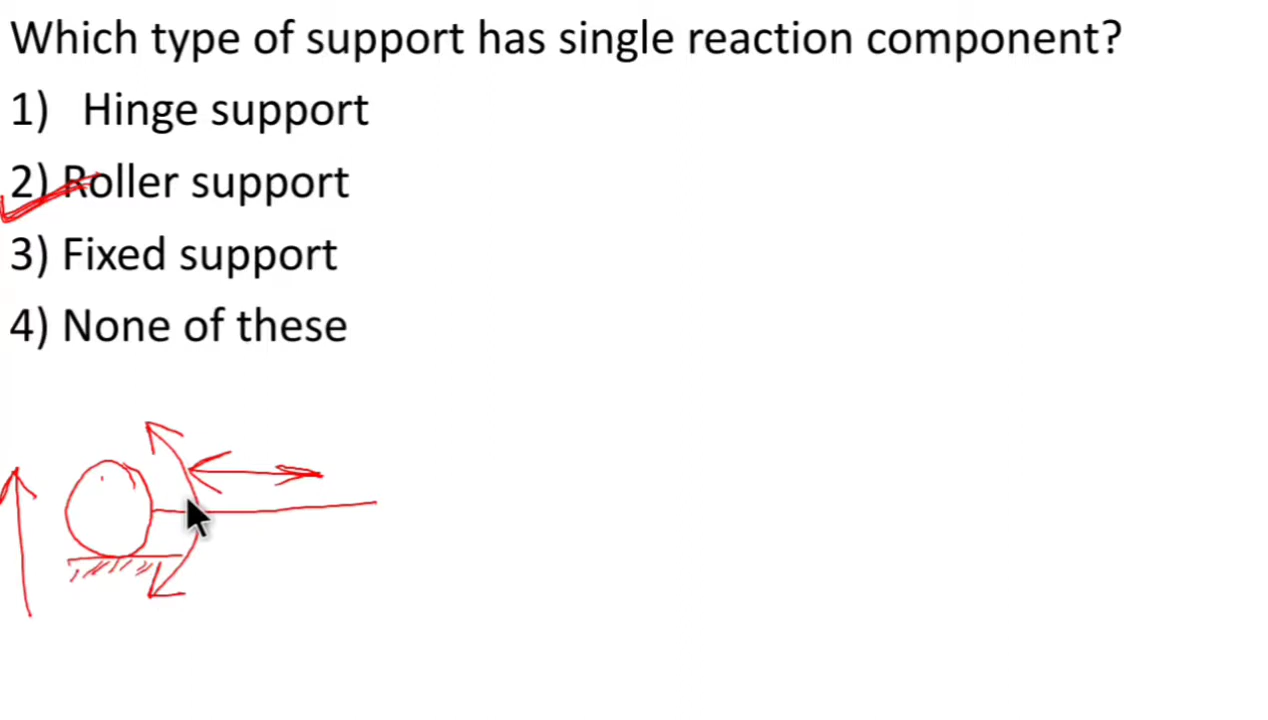 Which type of support has single reaction component?
1) Hinge support
2) Roller support
3) Fixed support
4) None of these